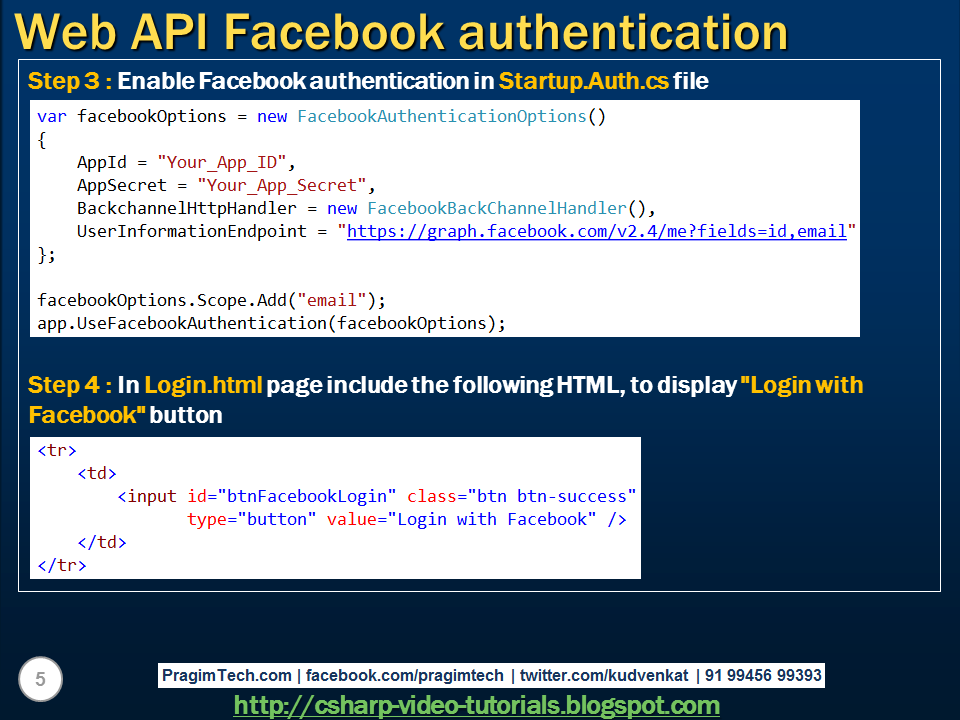 Web API Facebook authentication
Step 3 : Enable Facebook authentication in Startup.Auth.cs file
var facebookOptions = new FacebookAuthenticationOptions()
{
    AppId = "Your_App_ID",
    AppSecret = "Your_App_Secret",
    BackchannelHttpHandler = new FacebookBackChannelHandler(),
    UserInformationEndpoint = "https://graph.facebook.com/v2.4/me?fields=id,email"
};
facebookOptions.Scope.Add("email");
app.UseFacebookAuthentication(facebookOptions);
Step 4 : In Login.html page include the following HTML, to display "Login with
Facebook" button
<tr>
    <td>
        <input id="btnFacebookLogin" class="btn btn-success"
               type="button" value="Login with Facebook" />
    </td>
</tr>
5
PragimTech.com | facebook.com/pragimtech | twitter.com/kudvenkat | 91 99456 99393
http://csharp-video-tutorials.blogspot.com